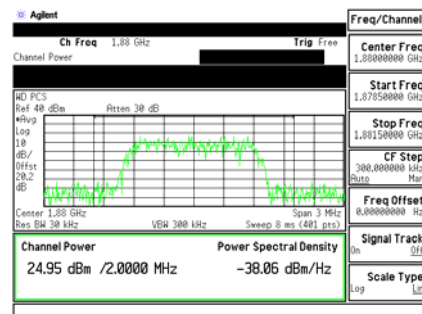 Agilent
Freq/Channel
Ch Freq 1.88 GHz Trig Free
Channel Power
Center Freq
1.88000000 GHz
Start Freq
1.87850000 GHz
Stop Freq
1.88150000 GHz
CF Step
300.000000 kHz
Auto Man
Freq Offset
0.00000000 Hz
Signal Track
On Off
Scale Type
Log Lin
WD PCS
Ref 40 dBm Atten 30 dB
#Avg
Log
10
dB/
Offst
20.2
dB
Center 1.88 GHz Span 3 MHz
Res BW 30 kHz VBW 300 kHz Sweep 8 ms (401 pts)
Channel Power Power Spectral Density
24.95 dBm /2.0000 MHz -38.06 dBm/Hz